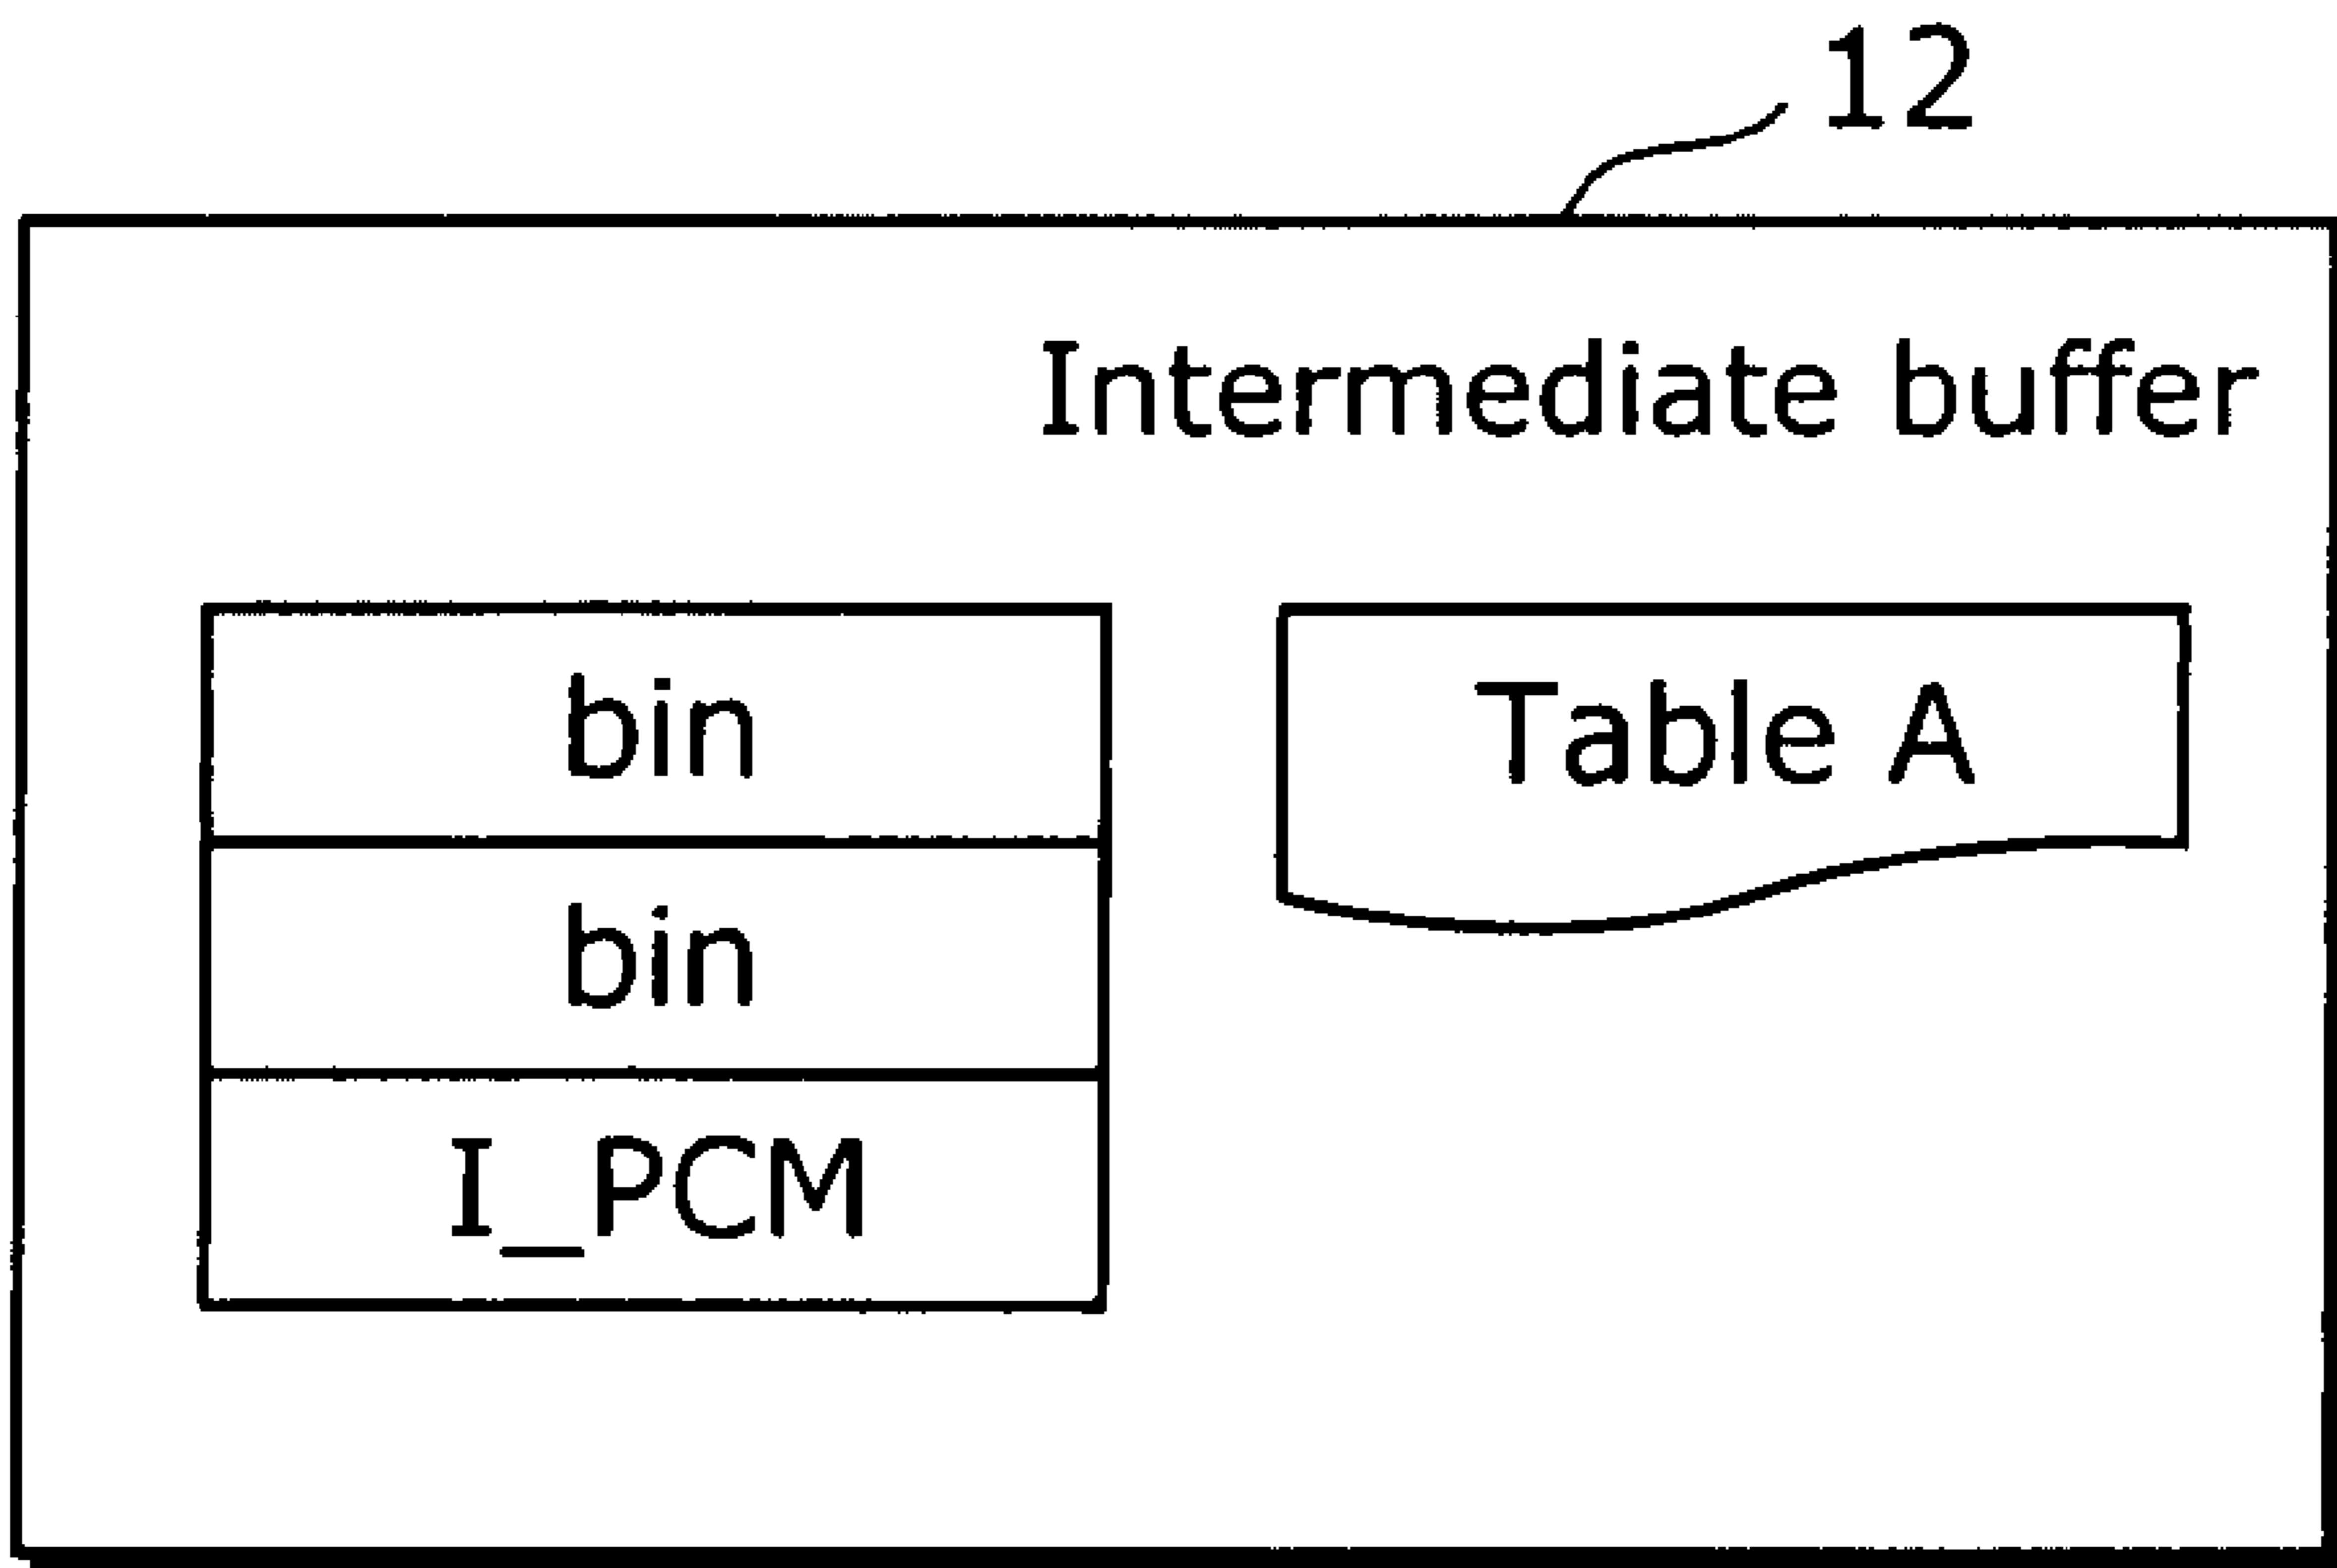 12
Intermediate buffer
bin
Table A
bin
I_PCM